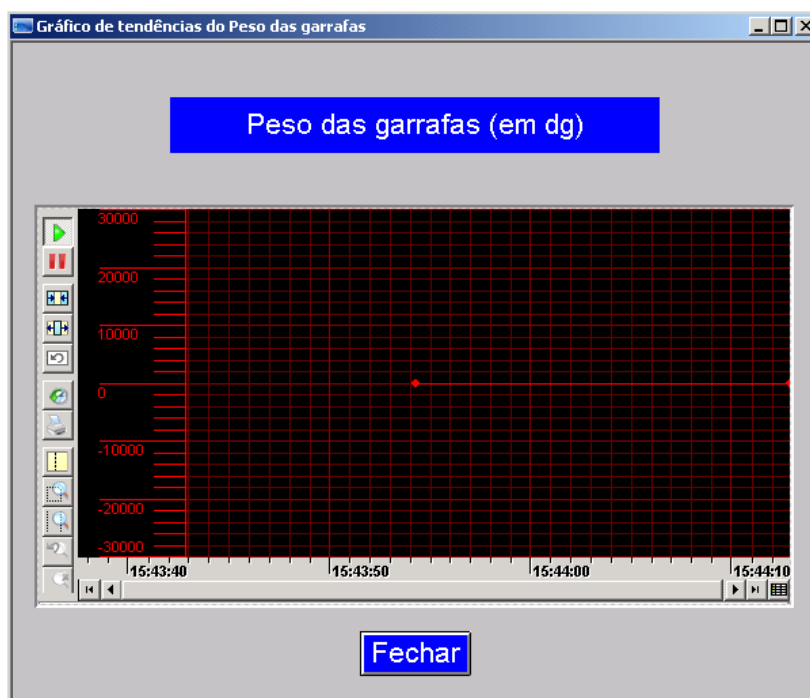 Gráfico de tendências do Peso das garrafas
Peso das garrafas (em dg)
30000
20000
10000
0
-10000
-20000
-30000
15:43:40 15:43:50 15:44:00 15:44:10
Fechar